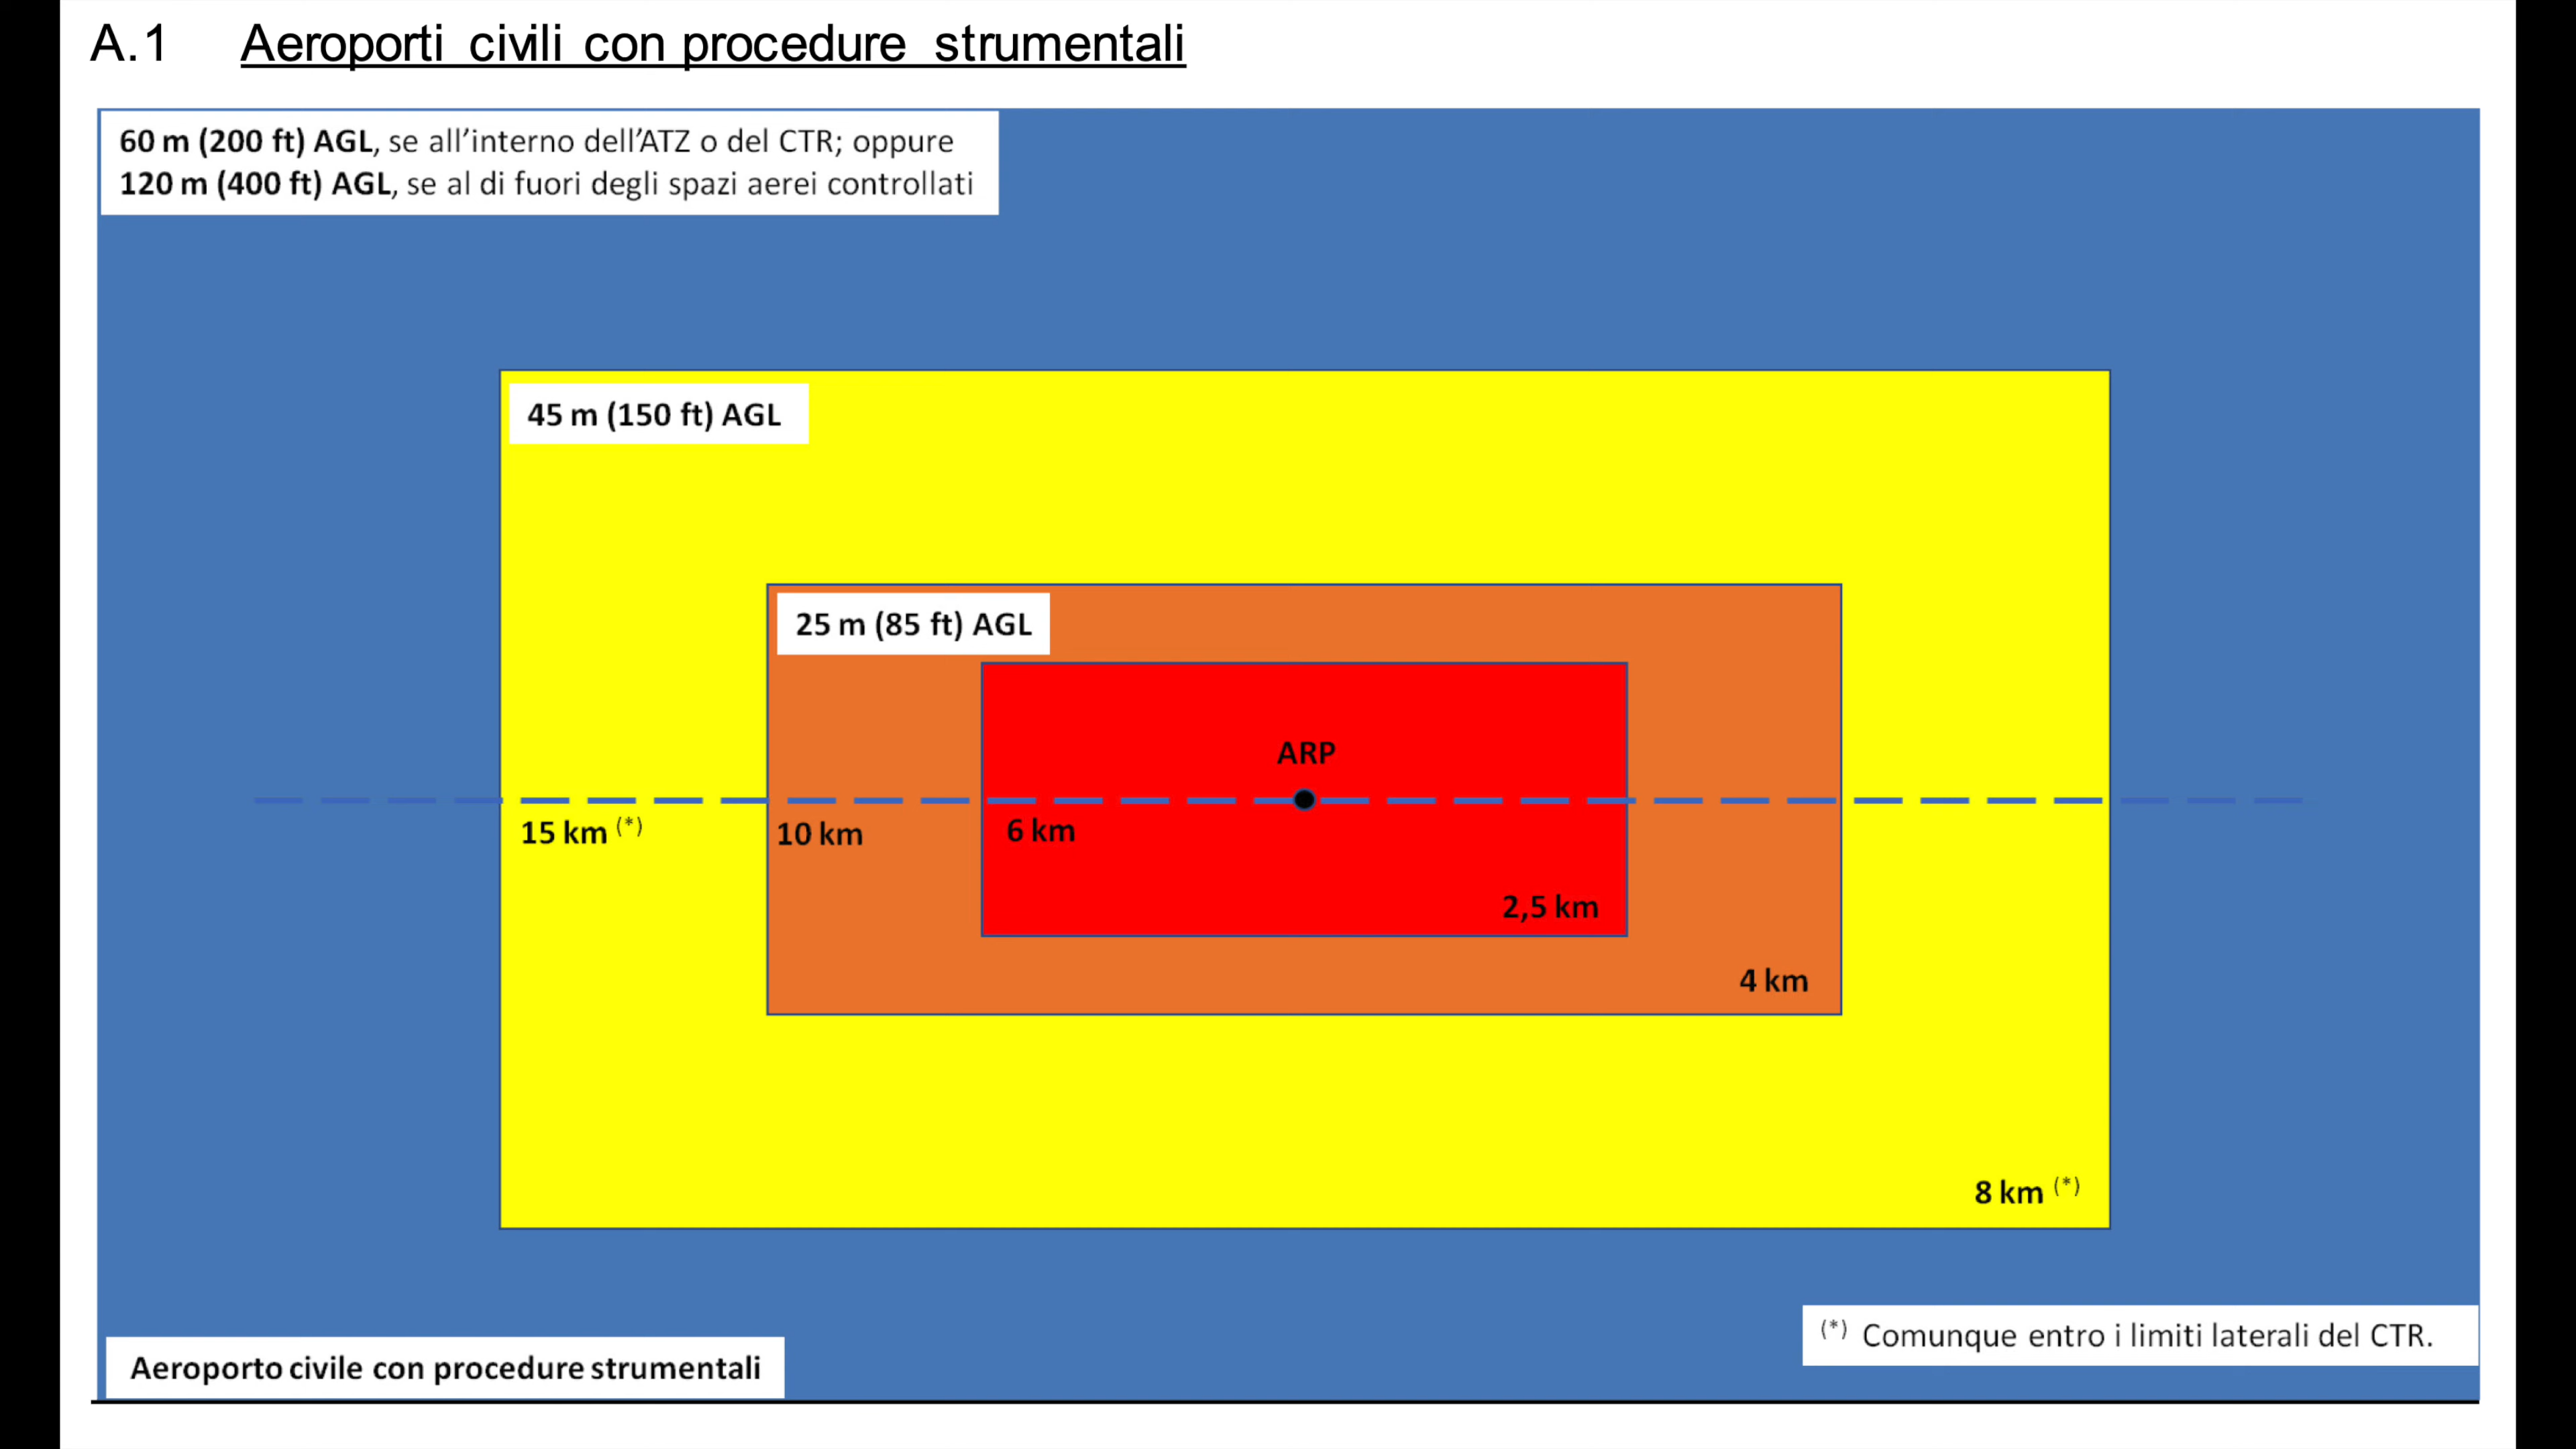 A.1 Aeroporti civili con procedure strumentali
60 m (200 ft) AGL, se all’interno dell’ATZ o del CTR; oppure
120 m (400 ft) AGL, se al di fuori degli spazi aerei controllati
45 m (150 ft) AGL
25 m (85 ft) AGL
ARP
15 km (*)
10 km
6 km
2,5 km
4 km
8 km (*)
(*) Comunque entro i limiti laterali del CTR.
Aeroporto civile con procedure strumentali